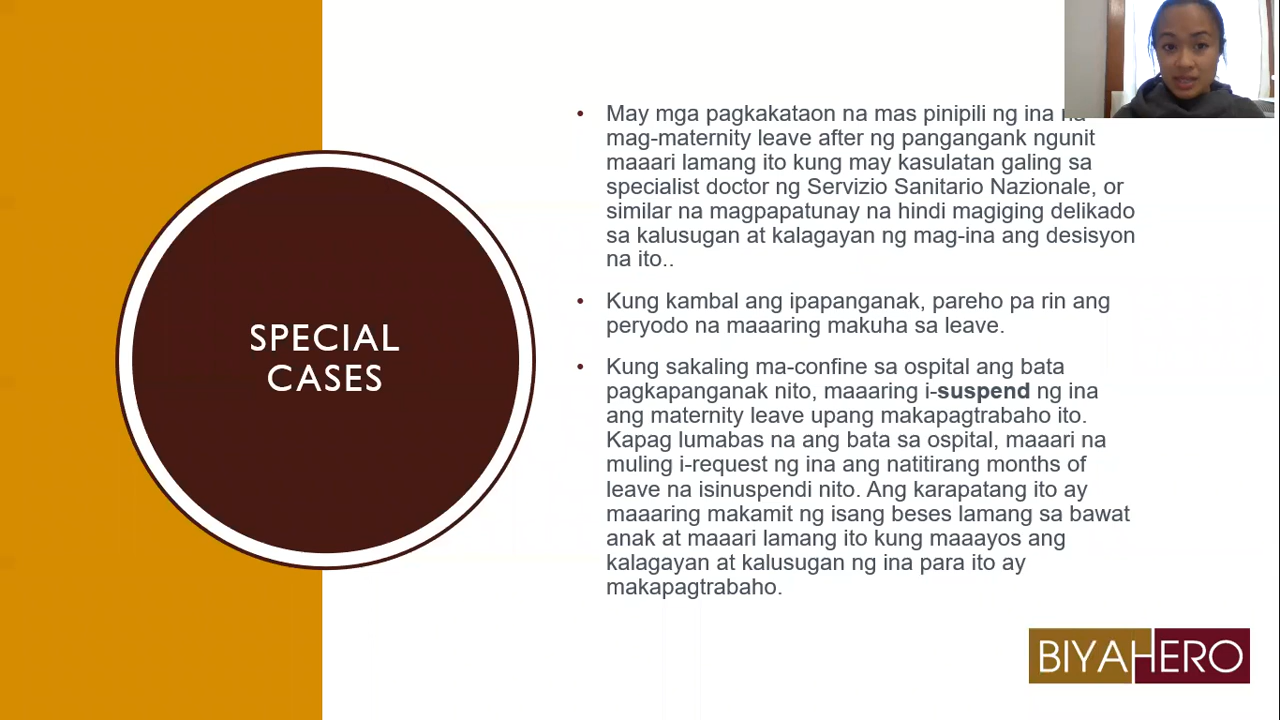 SPECIAL
CASES
• May mga pagkakataon na mas pinipili ng ina na
mag-maternity leave after ng pangangank ngunit
maaari lamang ito kung may kasulatan galing sa
specialist doctor ng Servizio Sanitario Nazionale, or
similar na magpapatunay na hindi magiging delikado
sa kalusugan at kalagayan ng mag-ina ang desisyon
na ito..
• Kung kambal ang ipapanganak, pareho pa rin ang
peryodo na maaaring makuha sa leave.
• Kung sakaling ma-confine sa ospital ang bata
pagkapanganak nito, maaaring i-suspend ng ina
ang maternity leave upang makapagtrabaho ito.
Kapag lumabas na ang bata sa ospital, maaari na
muling i-request ng ina ang natitirang months of
leave na isinuspendi nito. Ang karapatang ito ay
maaaring makamit ng isang beses lamang sa bawat
anak at maaari lamang ito kung maaayos ang
kalagayan at kalusugan ng ina para ito ay
makapagtrabaho.
BIYAHERO